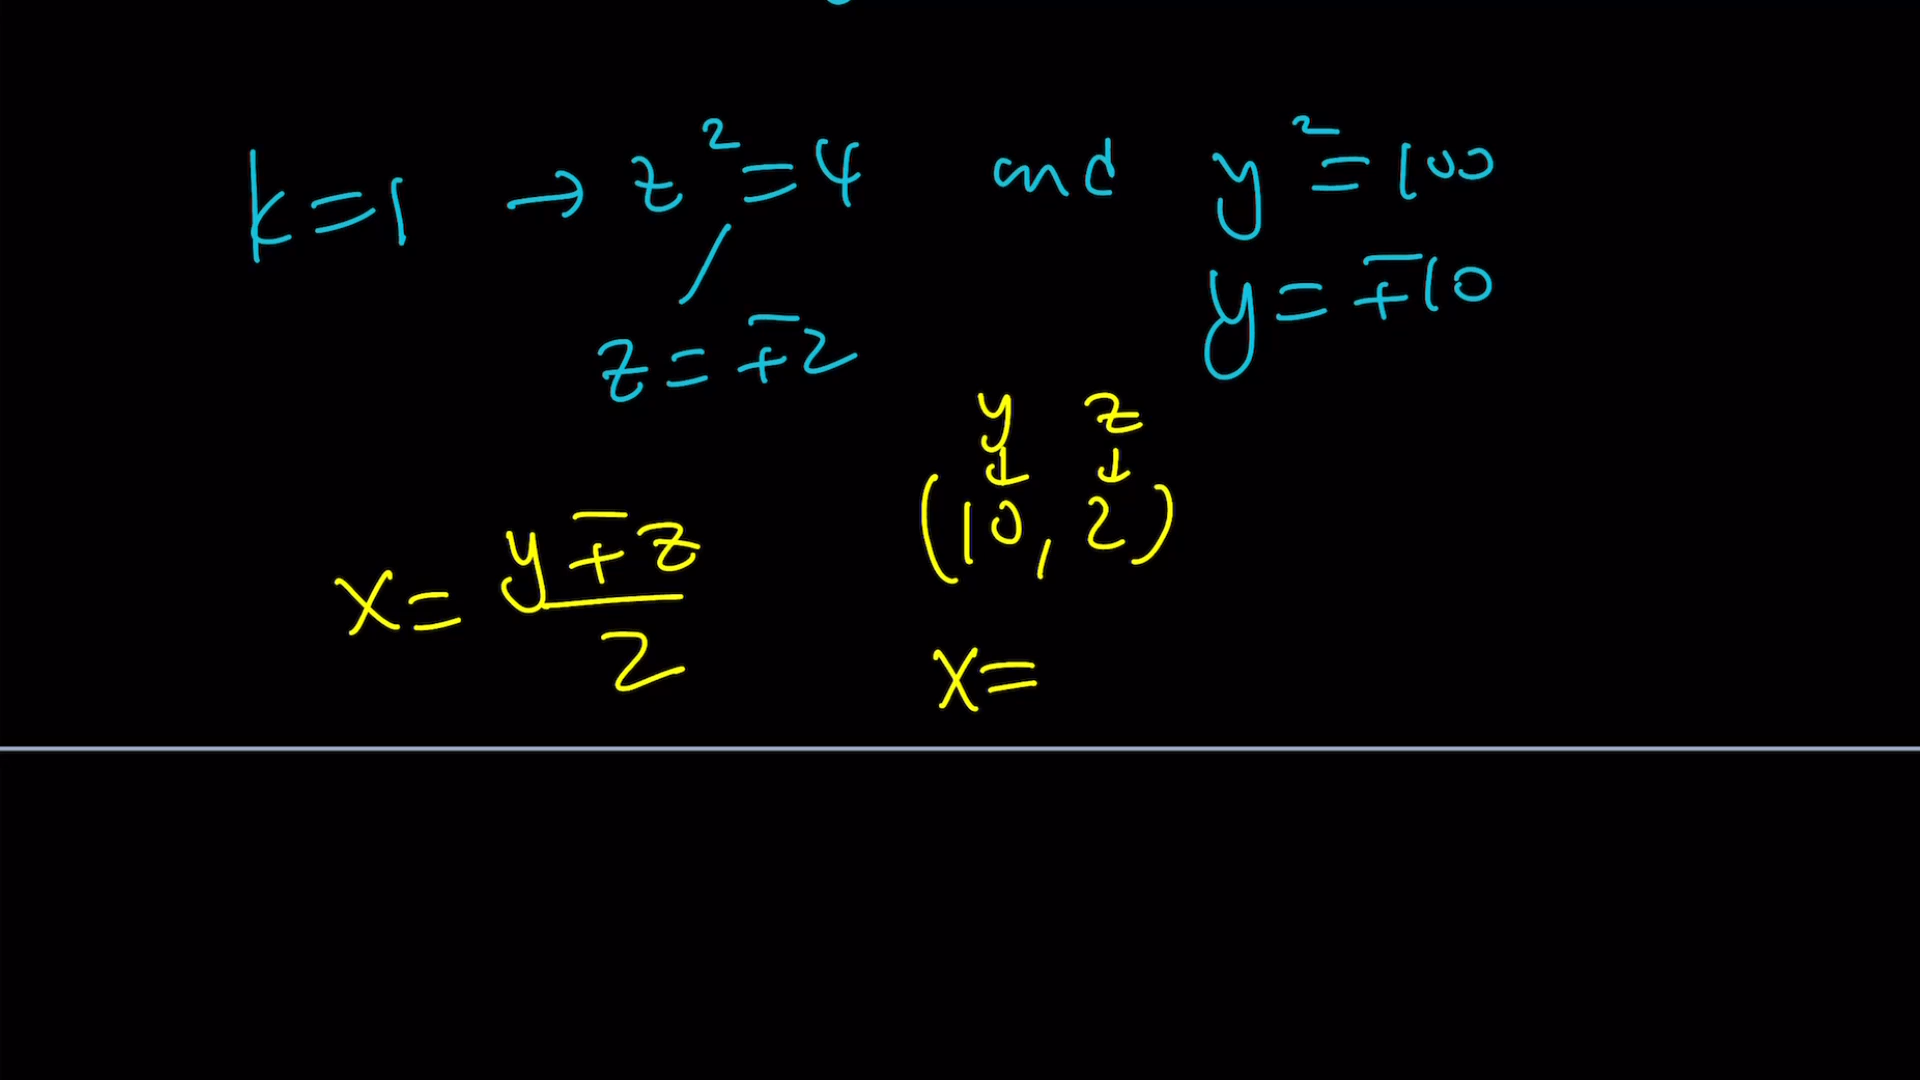 k=1 → z²=4 and y²=100
z=∓2 y=∓10
y z
↓ ↓
x= (y∓z)/2 (10, 2)
x=